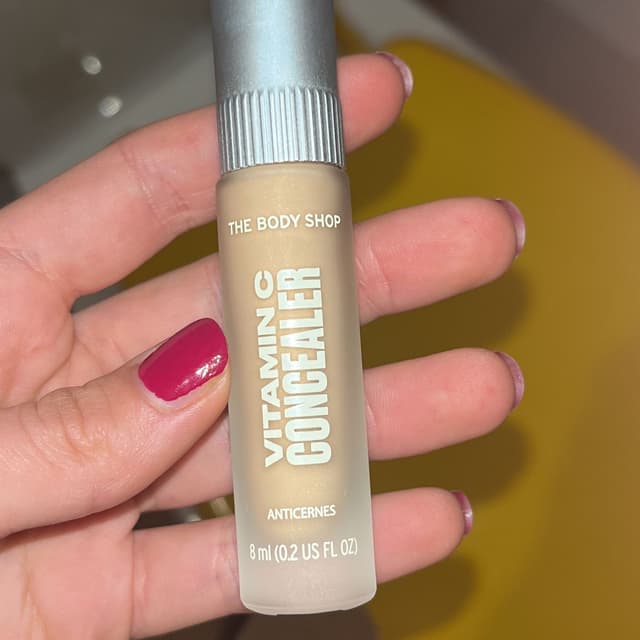 THE BODY SHOP
VITAMIN C
CONCEALER
ANTICERNES
8 ml (0.2 US FL OZ)